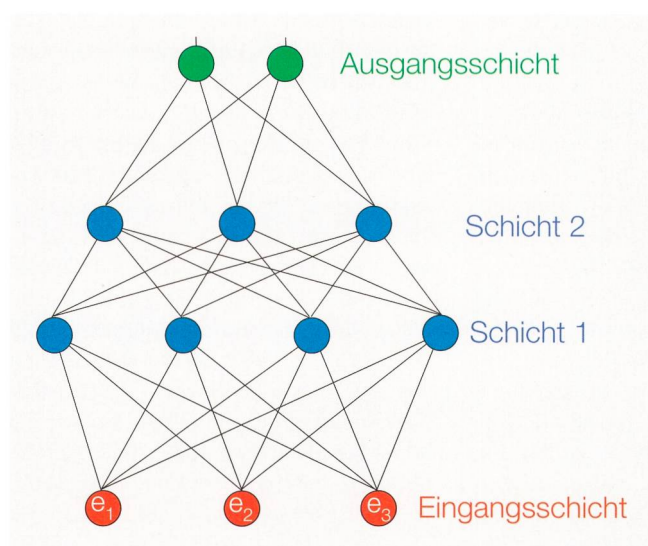 Ausgangsschicht
Schicht 2
Schicht 1
e₁ e₂ e₃ Eingangsschicht